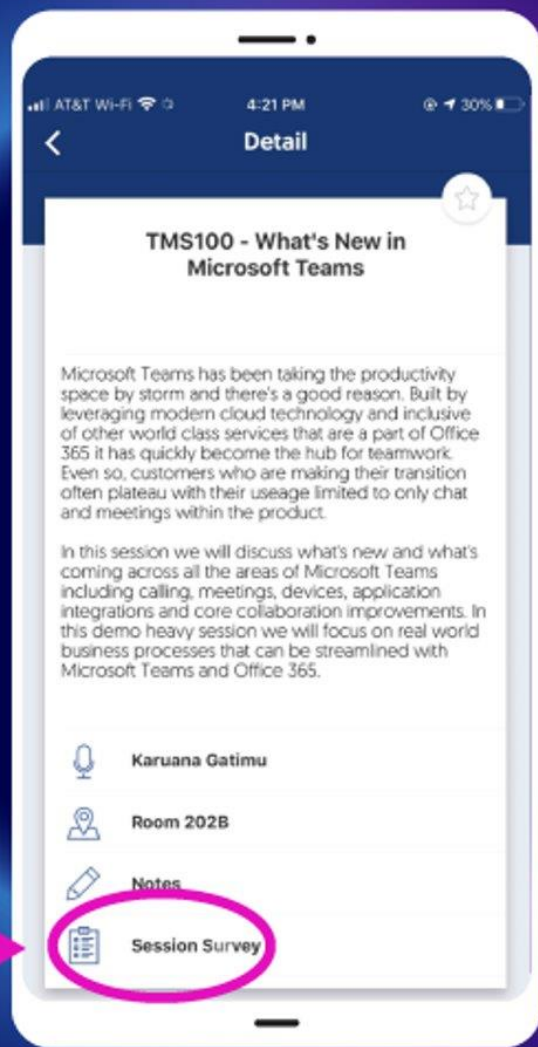 AT&T Wi-Fi
4:21 PM
30%
Detail
TMS100 - What's New in
Microsoft Teams
Microsoft Teams has been taking the productivity
space by storm and there's a good reason. Built by
leveraging modern cloud technology and inclusive
of other world class services that are a part of Office
365 it has quickly become the hub for teamwork.
Even so, customers who are making their transition
often plateau with their useage limited to only chat
and meetings within the product.
In this session we will discuss what's new and what's
coming across all the areas of Microsoft Teams
including calling, meetings, devices, application
integrations and core collaboration improvements. In
this demo heavy session we will focus on real world
business processes that can be streamlined with
Microsoft Teams and Office 365.
Karuana Gatimu
Room 202B
Notes
Session Survey